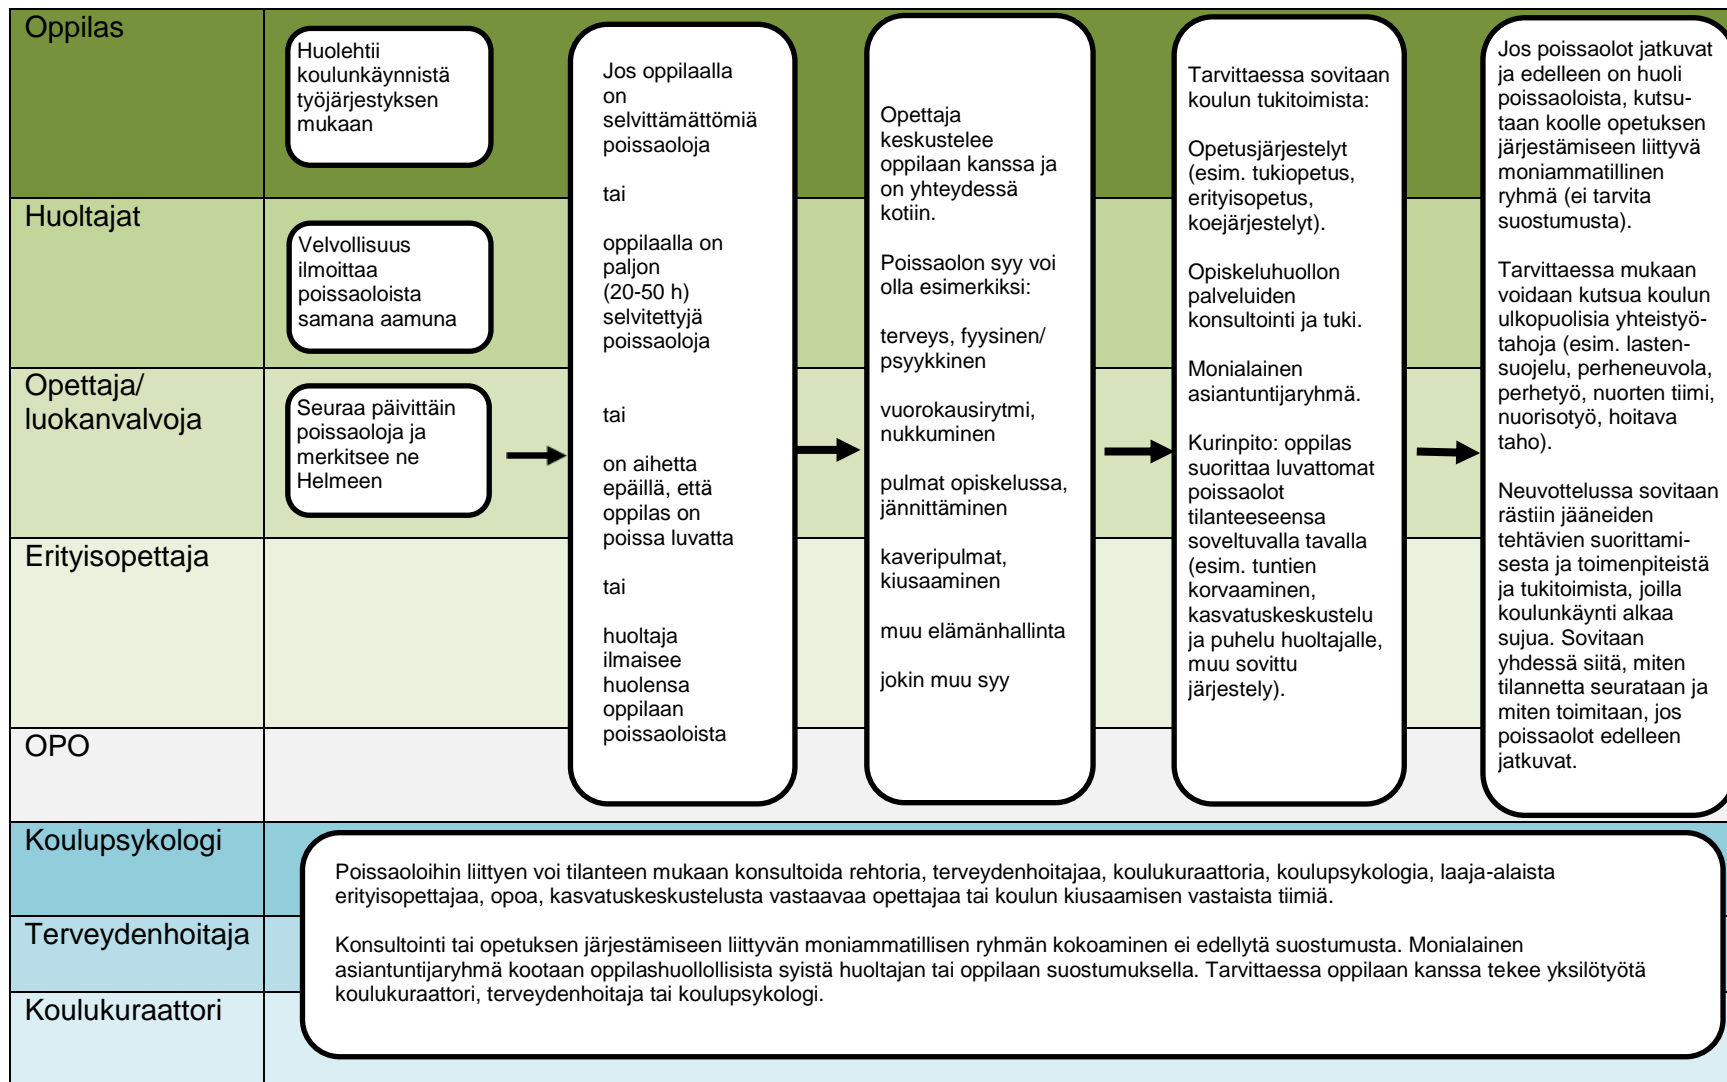 Oppilas
Huolehtii
koulunkäynnistä
työjärjestyksen
mukaan
Huoltajat
Velvollisuus
ilmoittaa
poissaoloista
samana aamuna
Opettaja/
luokanvalvoja
Seuraa päivittäin
poissaoloja ja
merkitsee ne
Helmeen
Erityisopettaja
OPO
Jos oppilaalla
on
selvittämättömiä
poissaoloja
tai
oppilaalla on
paljon
(20-50 h)
selvitettyjä
poissaoloja
tai
on aihetta
epäillä, että
oppilas on
poissa luvatta
tai
huoltaja
ilmaisee
huolensa
oppilaan
poissaoloista
Opettaja
keskustelee
oppilaan kanssa ja
on yhteydessä
kotiin.
Poissaolon syy voi
olla esimerkiksi:
terveys, fyysinen/
psyykkinen
vuorokausirytmi,
nukkuminen
pulmat opiskelussa,
jännittäminen
kaveripulmat,
kiusaaminen
muu elämänhallinta
jokin muu syy
Tarvittaessa sovitaan
koulun tukitoimista:
Opetusjärjestelyt
(esim. tukiopetus,
erityisopetus,
koejärjestelyt).
Opiskeluhuollon
palveluiden
konsultointi ja tuki.
Monialainen
asiantuntijaryhmä.
Kurinpito: oppilas
suorittaa luvattomat
poissaolot
tilanteeseensa
soveltuvalla tavalla
(esim. tuntien
korvaaminen,
kasvatuskeskustelu
ja puhelu huoltajalle,
muu sovittu
järjestely).
Jos poissaolot jatkuvat
ja edelleen on huoli
poissaoloista, kutsu-
taan koolle opetuksen
järjestämiseen liittyvä
moniammatillinen
ryhmä (ei tarvita
suostumusta).
Tarvittaessa mukaan
voidaan kutsua koulun
ulkopuolisia yhteistyö-
tahoja (esim. lasten-
suojelu, perheneuvola,
perhetyö, nuorten tiimi,
nuorisotyö, hoitava
taho).
Neuvottelussa sovitaan
rästiin jääneiden
tehtävien suorittami-
sesta ja toimenpiteistä
ja tukitoimista, joilla
koulunkäynti alkaa
sujua. Sovitaan
yhdessä siitä, miten
tilannetta seurataan ja
miten toimitaan, jos
poissaolot edelleen
jatkuvat.
Koulupsykologi
Terveydenhoitaja
Koulukuraattori
Poissaoloihin liittyen voi tilanteen mukaan konsultoida rehtoria, terveydenhoitajaa, koulukuraattoria, koulupsykologia, laaja-alaista
erityisopettajaa, opoa, kasvatuskeskustelusta vastaavaa opettajaa tai koulun kiusaamisen vastaista tiimiä.
Konsultointi tai opetuksen järjestämiseen liittyvän moniammatillisen ryhmän kokoaminen ei edellytä suostumusta. Monialainen
asiantuntijaryhmä kootaan oppilashuollollisista syistä huoltajan tai oppilaan suostumuksella. Tarvittaessa oppilaan kanssa tekee yksilötyötä
koulukuraattori, terveydenhoitaja tai koulupsykologi.